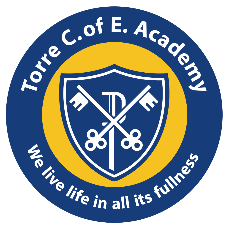 Torre C.of E. Academy
We live life in all its fullness